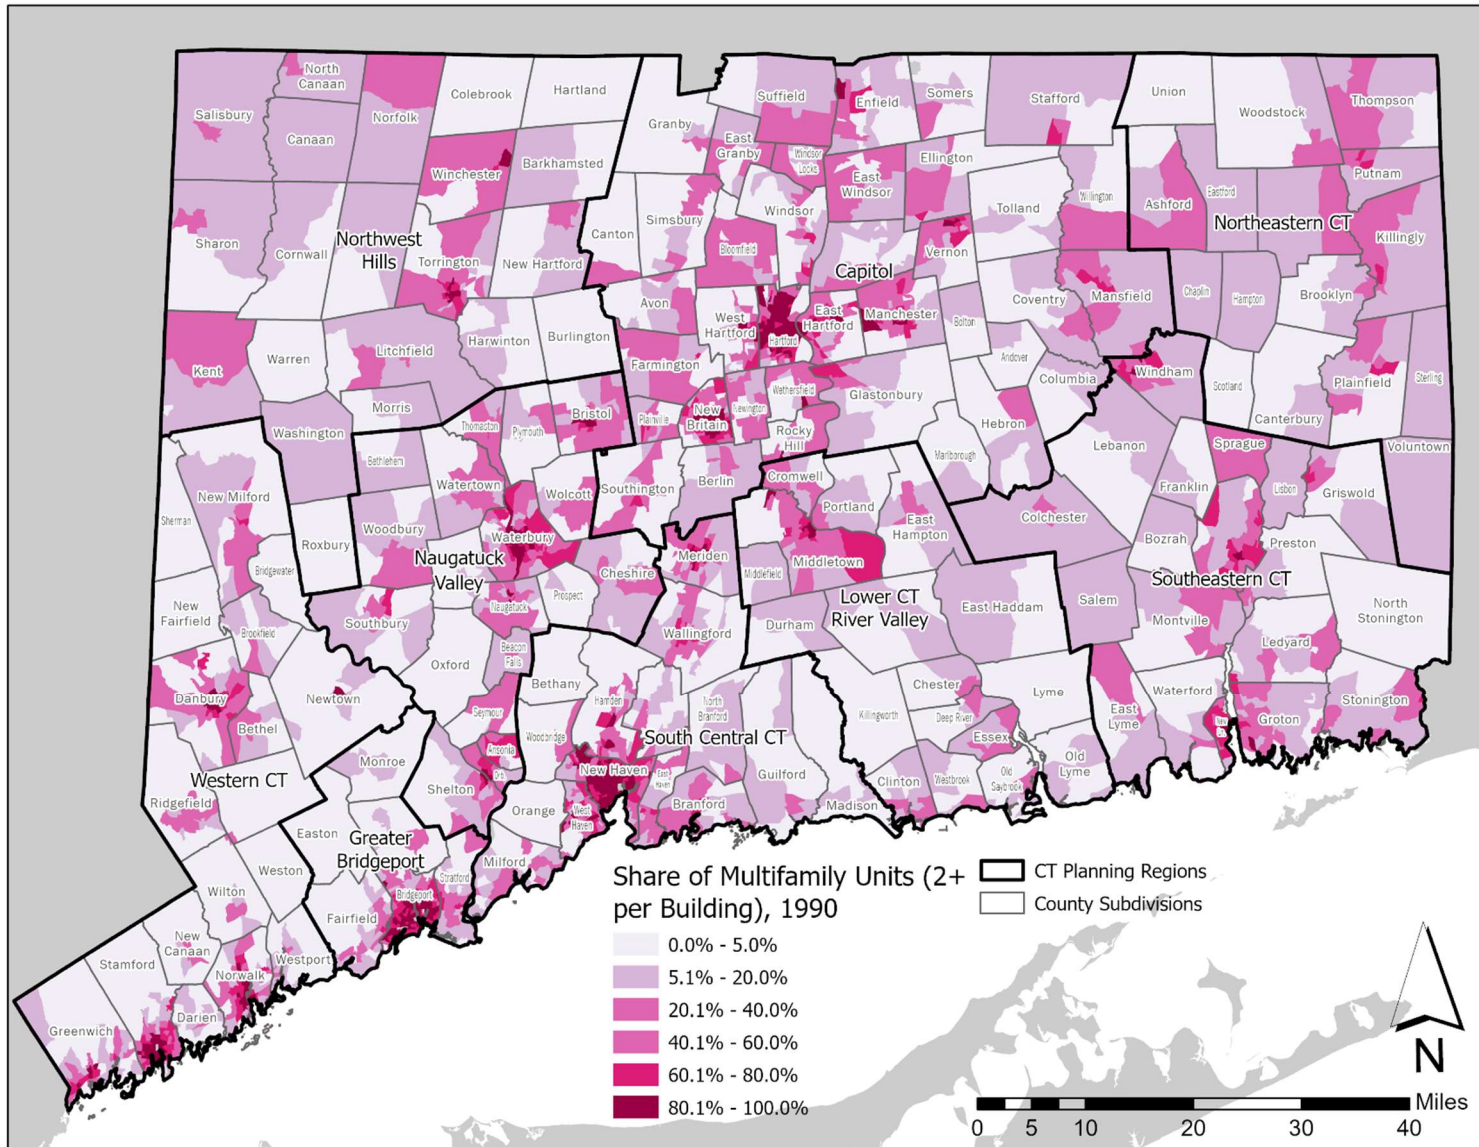 North
Canaan
Colebrook
Hartland
Suffield
Enfield
Somers
Stafford
Union
Woodstock
Thompson
Salisbury
Norfolk
Canaan
Granby
East
Granby
Windsor
Locks
Ellington
Putnam
Winchester
Barkhamsted
East
Windsor
Willington
Eastford
Ashford
Northeastern CT
Killingly
Sharon
Cornwall
Northwest
Hills
Torrington
New Hartford
Canton
Simsbury
Windsor
Bloomfield
Tolland
Vernon
Capitol
Coventry
Mansfield
Chaplin
Hampton
Brooklyn
Avon
West
Hartford
Hartford
East
Hartford
Manchester
Bolton
Andover
Columbia
Windham
Scotland
Canterbury
Plainfield
Sterling
Kent
Warren
Litchfield
Harwinton
Burlington
Farmington
Morris
Washington
Bethlehem
Thomaston
Plymouth
Bristol
Plainville
New
Britain
Newington
Wethersfield
Rocky
Hill
Glastonbury
Hebron
Marlborough
Lebanon
Sprague
Franklin
Lisbon
Griswold
Voluntown
New Milford
Sherman
Roxbury
Woodbury
Watertown
Wolcott
Southington
Berlin
Cromwell
Portland
East
Hampton
Colchester
Bozrah
Preston
Bridgewater
Naugatuck
Valley
Waterbury
Cheshire
Meriden
Middlefield
Middletown
Southeastern CT
New
Fairfield
Brookfield
Southbury
Naugatuck
Prospect
Wallingford
Durham
Lower CT
River Valley
East Haddam
Salem
Montville
Ledyard
North
Stonington
Danbury
Newtown
Bethel
Oxford
Beacon
Falls
Bethany
Hamden
North
Branford
Killingworth
Chester
Deep River
Essex
Lyme
East
Lyme
Waterford
New
Groton
Stonington
Seymour
Woodbridge
South Central CT
Ansonia
New Haven
East
Haven
Guilford
Madison
Clinton
Westbrook
Old
Saybrook
Old
Lyme
Western CT
Ridgefield
Monroe
Shelton
Orange
West
Haven
Branford
Easton
Greater
Bridgeport
Milford
Weston
Wilton
Bridgeport
Stratford
Fairfield
New
Canaan
Stamford
Norwalk
Westport
Darien
Greenwich
Share of Multifamily Units (2+
per Building), 1990
0.0% - 5.0%
5.1% - 20.0%
20.1% - 40.0%
40.1% - 60.0%
60.1% - 80.0%
80.1% - 100.0%
CT Planning Regions
County Subdivisions
N
Miles
0 5 10 20 30 40